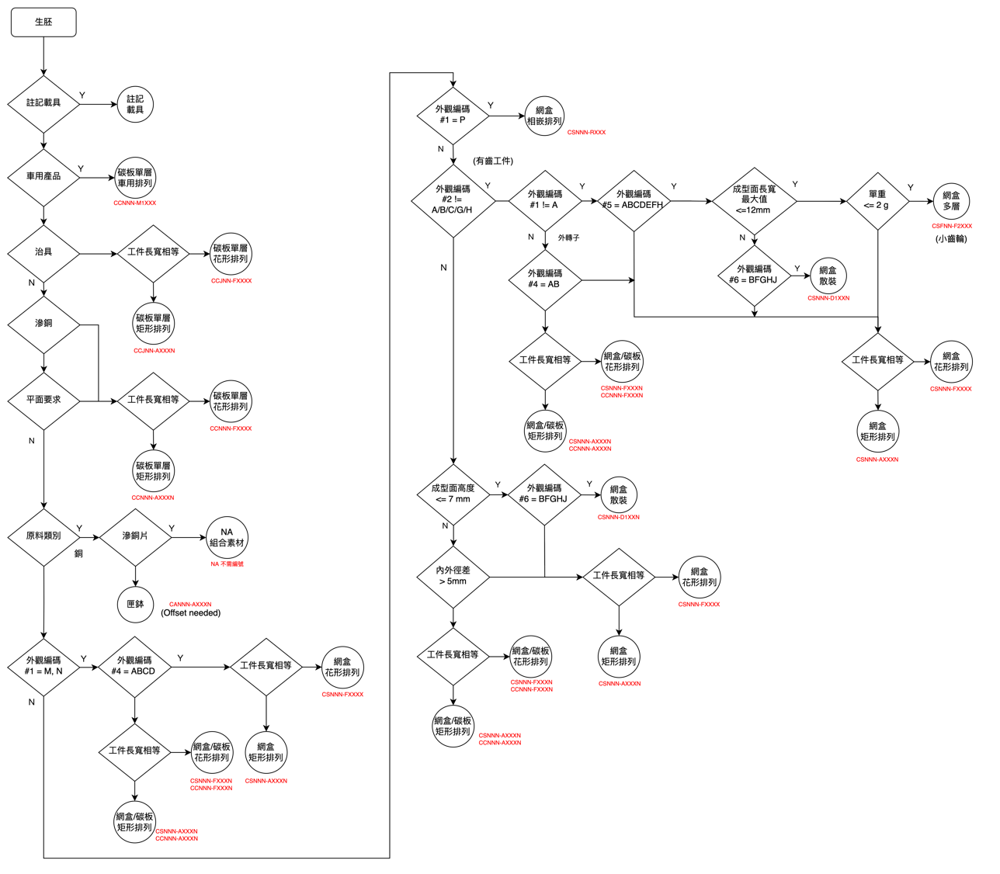 生胚
註記載具
Y
註記
載具
車用產品
Y
碳板單層
車用排列
CCNNN-M1XXX
治具
N
工件長寬相等
碳板單層
花形排列
CCJNN-FXXXX
碳板單層
矩形排列
CCJNN-AXXXN
滲銅
平面要求
N
工件長寬相等
碳板單層
花形排列
CCNNN-FXXXX
碳板單層
矩形排列
CCNNN-AXXXN
原料類別
Y
銅
滲銅片
Y
NA
組合素材
NA 不需編號
匣鉢
CANNN-AXXXN
(Offset needed)
外觀編碼
#1 = M, N
Y
N
外觀編碼
#4 = ABCD
Y
工件長寬相等
網盒
花形排列
CSNNN-FXXXX
網盒
矩形排列
CSNNN-AXXXN
工件長寬相等
網盒/碳板
花形排列
CSNNN-FXXXN
CCNNN-FXXXN
網盒/碳板
矩形排列
CSNNN-AXXXN
CCNNN-AXXXN
外觀編碼
#1 = P
Y
N
網盒
相嵌排列
CSNNN-RXXX
(有齒工件)
外觀編碼
#2 !=
A/B/C/G/H
Y
N
外觀編碼
#1 != A
Y
N
外轉子
外觀編碼
#5 = ABCDEFH
Y
成型面長寬
最大值
<=12mm
Y
N
單重
<= 2 g
Y
網盒
多層
CSFNN-F2XXX
(小齒輪)
外觀編碼
#6 = BFGHJ
Y
網盒
散裝
CSNNN-D1XXN
外觀編碼
#4 = AB
工件長寬相等
網盒/碳板
花形排列
CSNNN-FXXXN
CCNNN-FXXXN
網盒/碳板
矩形排列
CSNNN-AXXXN
CCNNN-AXXXN
工件長寬相等
網盒
花形排列
CSNNN-FXXXX
網盒
矩形排列
CSNNN-AXXXN
成型面高度
<= 7 mm
Y
N
外觀編碼
#6 = BFGHJ
Y
網盒
散裝
CSNNN-D1XXN
內外徑差
> 5mm
工件長寬相等
網盒
花形排列
CSNNN-FXXXX
網盒
矩形排列
CSNNN-AXXXN
工件長寬相等
網盒/碳板
花形排列
CSNNN-FXXXN
CCNNN-FXXXN
網盒/碳板
矩形排列
CSNNN-AXXXN
CCNNN-AXXXN